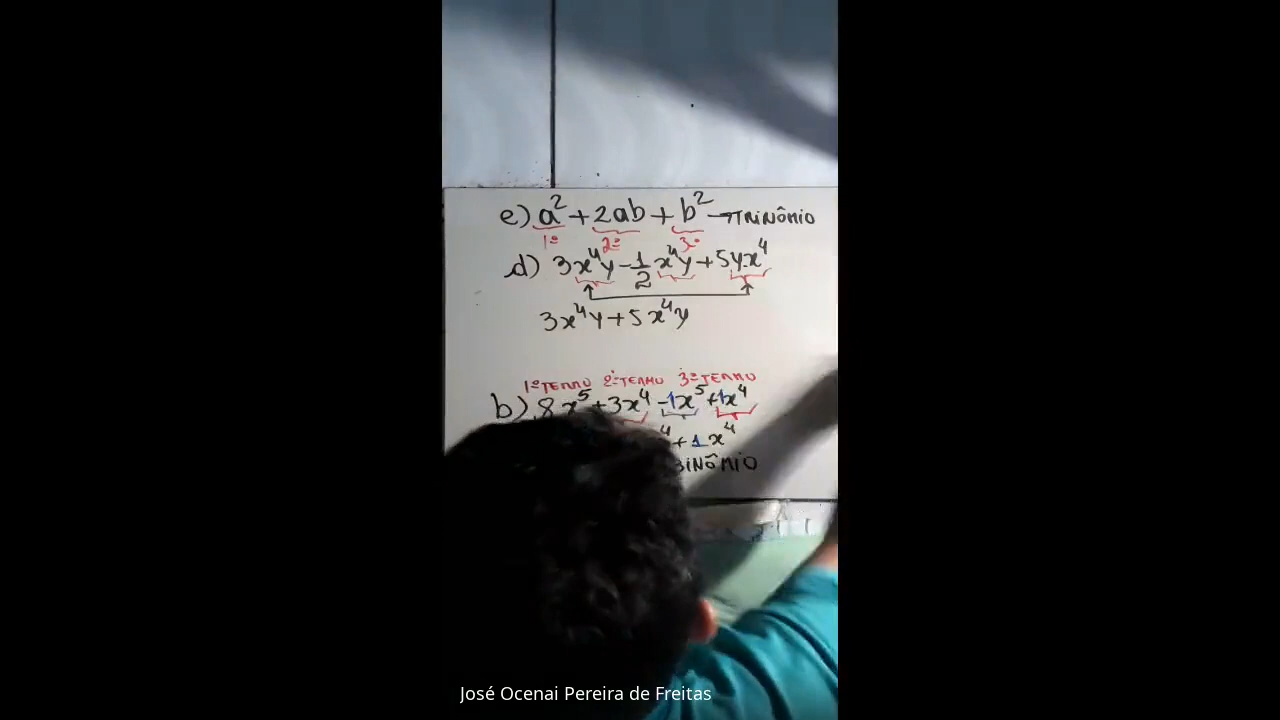 e) a² + 2ab + b² → TRINÔMIO
1º 2º 3º
d) 3x⁴y - 1/2 x⁴y + 5yx⁴
3x⁴y + 5x⁴y
1º TERMO 2º TERMO 3º TERMO
b) 8x⁵ + 3x⁴ - 1x⁵ + 1x⁴
⁴ + 1x⁴
BINÔMIO
José Ocenai Pereira de Freitas